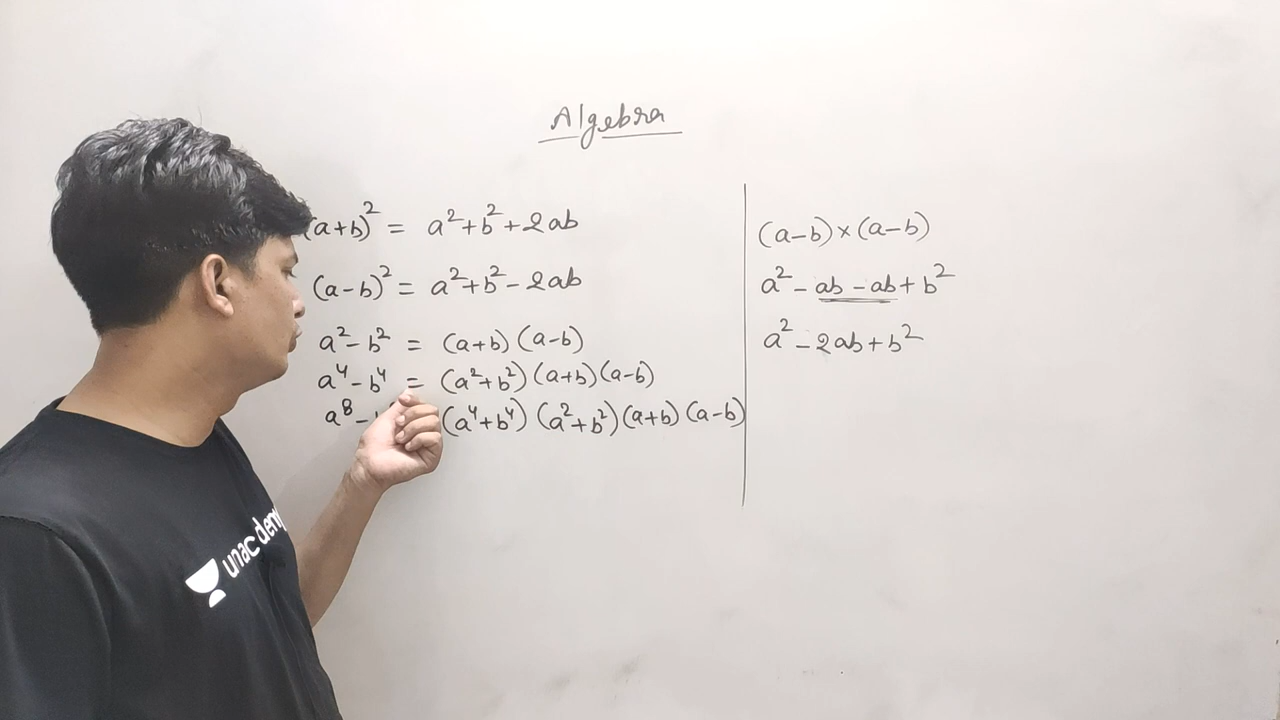 Algebra
(a+b)² = a²+b²+2ab
(a-b)² = a²+b²-2ab
a²-b² = (a+b)(a-b)
a⁴-b⁴ = (a²+b²)(a+b)(a-b)
a⁸- (a⁴+b⁴)(a²+b²)(a+b)(a-b)
(a-b)×(a-b)
a²-ab-ab+b²
a²-2ab+b²
unacademy